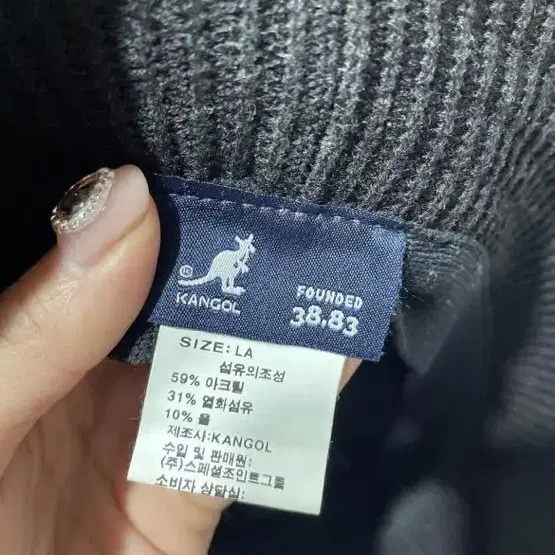 ®
KANGOL
FOUNDED
38.83
SIZE: LA
섬유의조성
59% 아크릴
31% 열화섬유
10% 울
제조사:KANGOL
수입 및 판매원:
(주)스페셜조인트그룹
소비자 상담실: